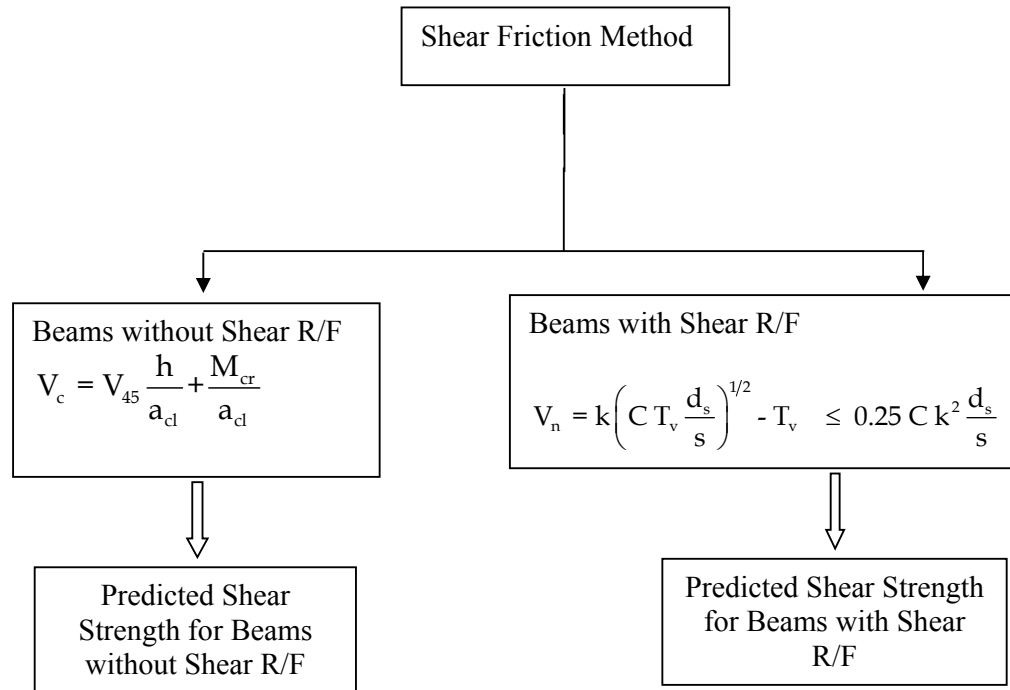 Shear Friction Method
Beams without Shear R/F
V_c = V_45 h/a_cl + M_cr/a_cl
Beams with Shear R/F
V_n = k(C T_v d_s/s)^1/2 - T_v ≤ 0.25 C k^2 d_s/s
Predicted Shear
Strength for Beams
without Shear R/F
Predicted Shear Strength
for Beams with Shear
R/F